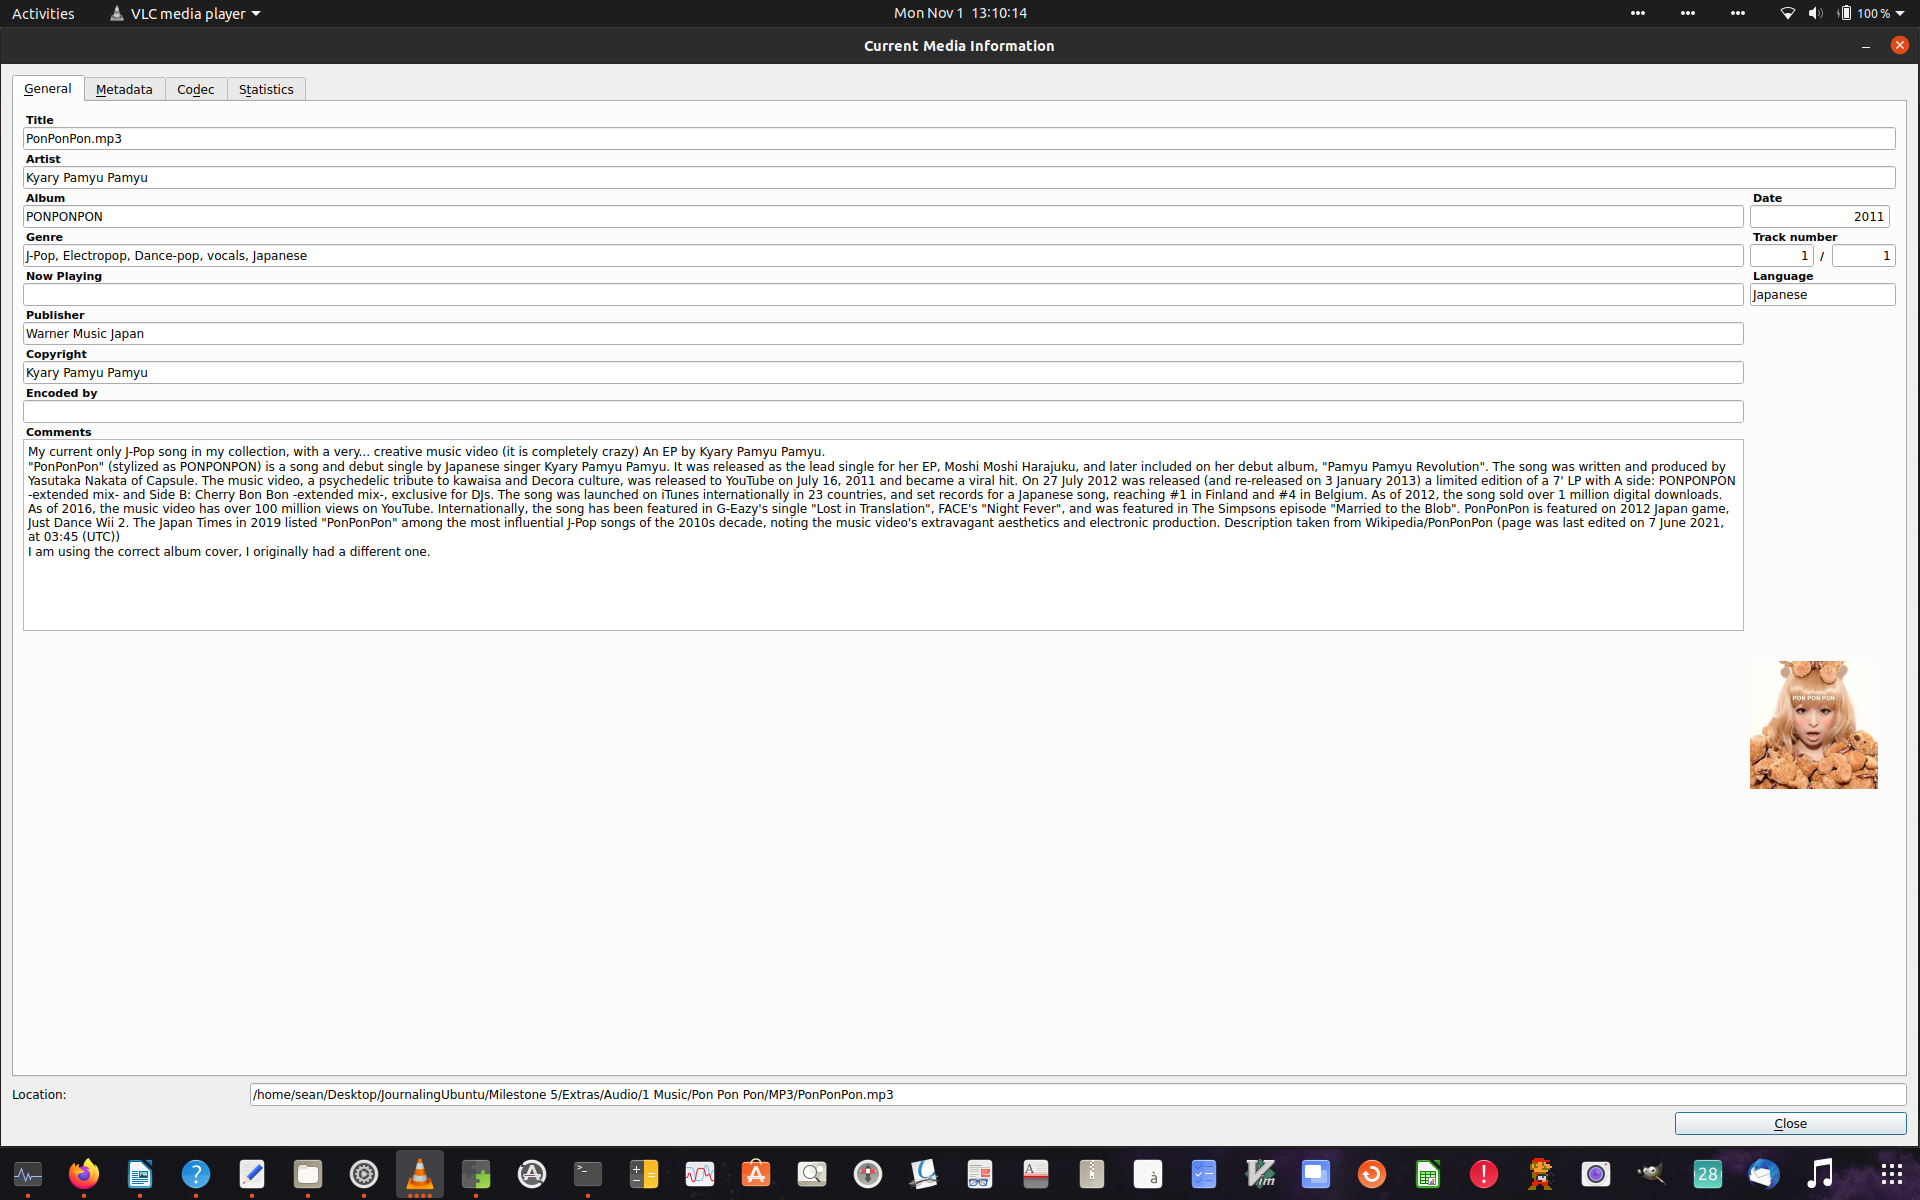 Activities VLC media player Mon Nov 1 13:10:14 100 %
Current Media Information
General Metadata Codec Statistics
Title
PonPonPon.mp3
Artist
Kyary Pamyu Pamyu
Album Date
PONPONPON 2011
Genre Track number
J-Pop, Electropop, Dance-pop, vocals, Japanese 1 / 1
Now Playing Language
Japanese
Publisher
Warner Music Japan
Copyright
Kyary Pamyu Pamyu
Encoded by
Comments
My current only J-Pop song in my collection, with a very... creative music video (it is completely crazy) An EP by Kyary Pamyu Pamyu.
"PonPonPon" (stylized as PONPONPON) is a song and debut single by Japanese singer Kyary Pamyu Pamyu. It was released as the lead single for her EP, Moshi Moshi Harajuku, and later included on her debut album, "Pamyu Pamyu Revolution". The song was written and produced by
Yasutaka Nakata of Capsule. The music video, a psychedelic tribute to kawaisa and Decora culture, was released to YouTube on July 16, 2011 and became a viral hit. On 27 July 2012 was released (and re-released on 3 January 2013) a limited edition of a 7' LP with A side: PONPONPON
-extended mix- and Side B: Cherry Bon Bon -extended mix-, exclusive for DJs. The song was launched on iTunes internationally in 23 countries, and set records for a Japanese song, reaching #1 in Finland and #4 in Belgium. As of 2012, the song sold over 1 million digital downloads.
As of 2016, the music video has over 100 million views on YouTube. Internationally, the song has been featured in G-Eazy's single "Lost in Translation", FACE's "Night Fever", and was featured in The Simpsons episode "Married to the Blob". PonPonPon is featured on 2012 Japan game,
Just Dance Wii 2. The Japan Times in 2019 listed "PonPonPon" among the most influential J-Pop songs of the 2010s decade, noting the music video's extravagant aesthetics and electronic production. Description taken from Wikipedia/PonPonPon (page was last edited on 7 June 2021,
at 03:45 (UTC))
I am using the correct album cover, I originally had a different one.
PON PON PON
Location: /home/sean/Desktop/JournalingUbuntu/Milestone 5/Extras/Audio/1 Music/Pon Pon Pon/MP3/PonPonPon.mp3
Close
28